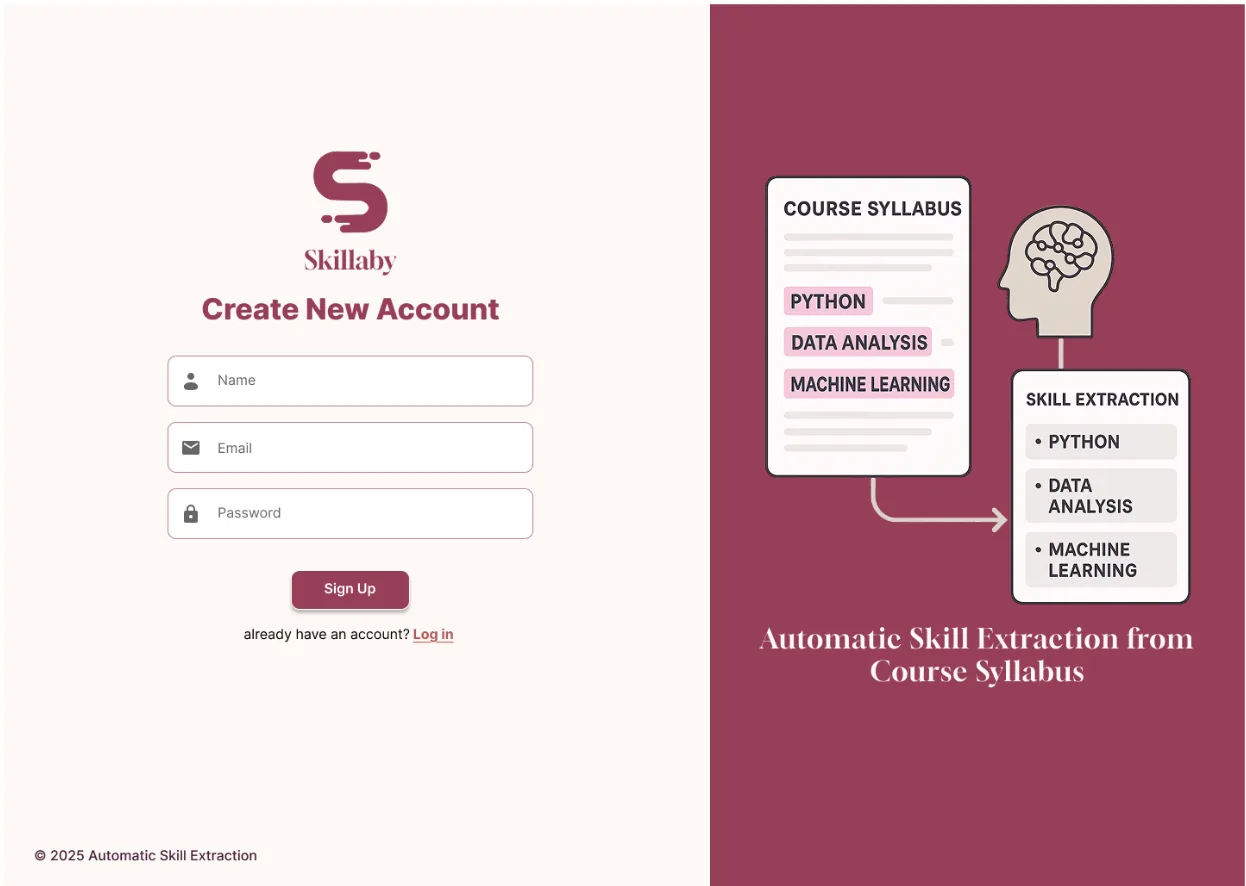 Skillaby
Create New Account
Name
Email
Password
Sign Up
already have an account? Log in
© 2025 Automatic Skill Extraction
COURSE SYLLABUS
PYTHON
DATA ANALYSIS
MACHINE LEARNING
SKILL EXTRACTION
• PYTHON
• DATA
ANALYSIS
• MACHINE
LEARNING
Automatic Skill Extraction from
Course Syllabus